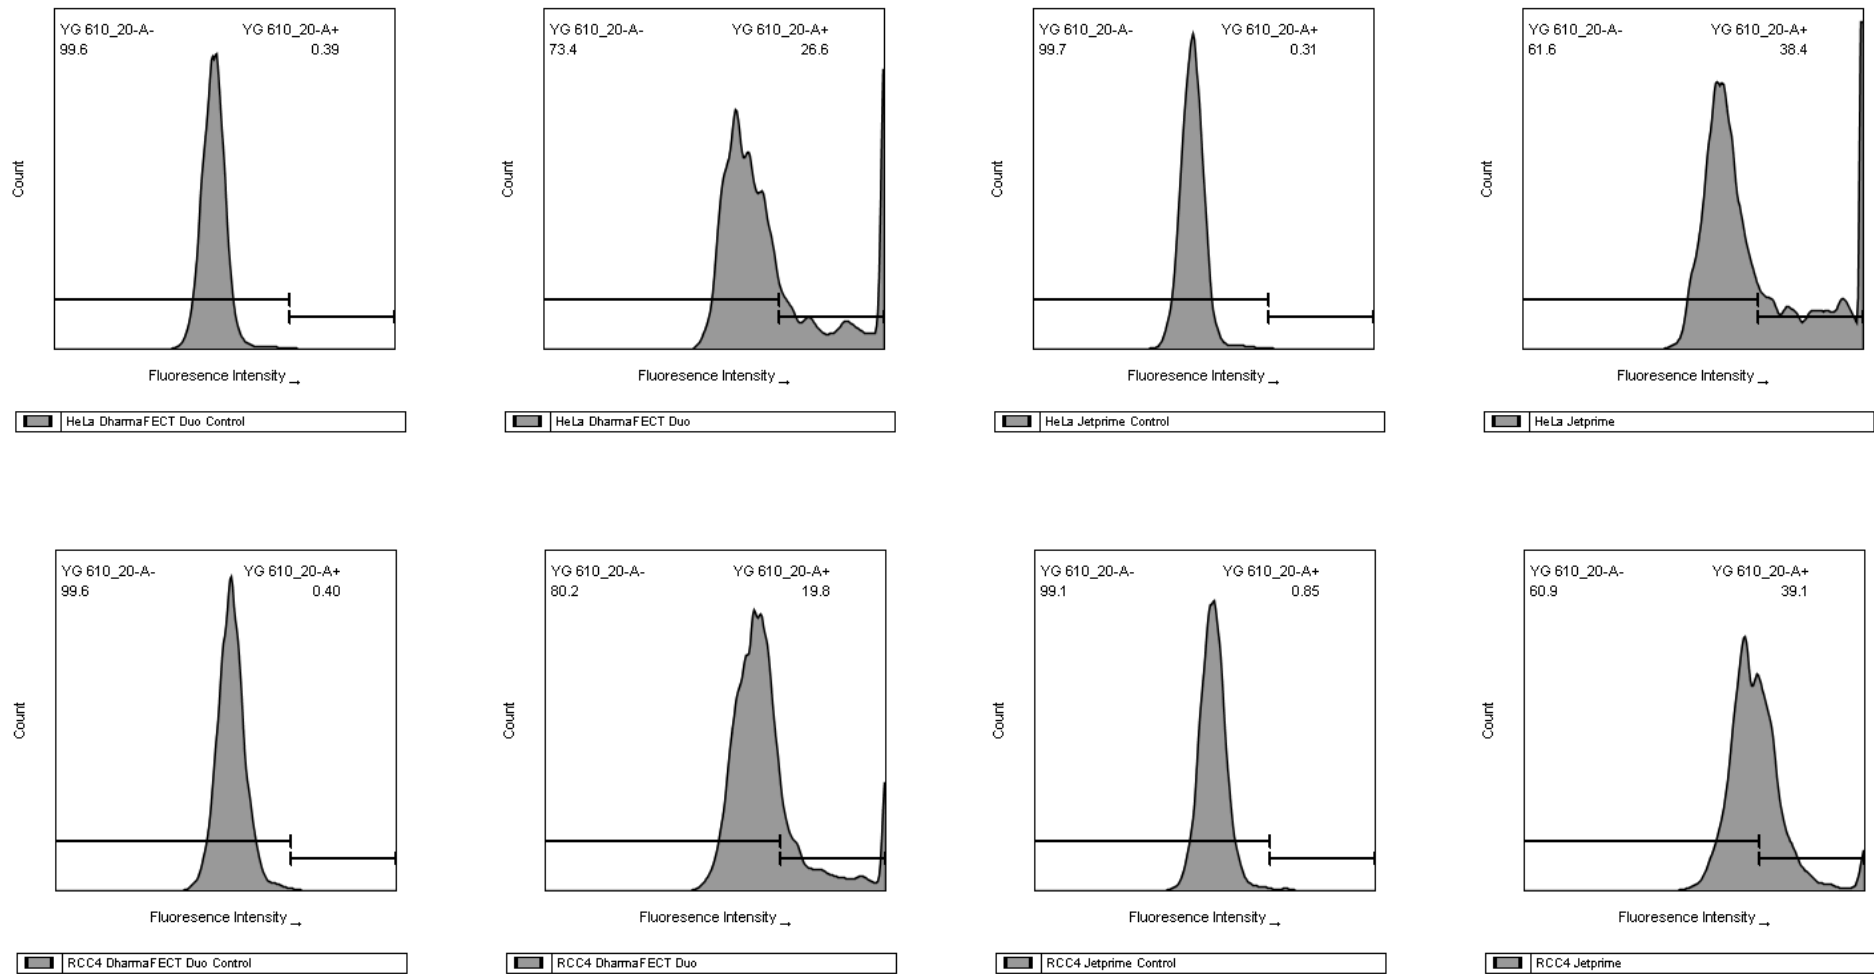 YG 610_20-A- YG 610_20-A+
99.6 0.39
Count
Fluoresence Intensity →
HeLa DharmaFECT Duo Control
YG 610_20-A- YG 610_20-A+
73.4 26.6
Count
Fluoresence Intensity →
HeLa DharmaFECT Duo
YG 610_20-A- YG 610_20-A+
99.7 0.31
Count
Fluoresence Intensity →
HeLa Jetprime Control
YG 610_20-A- YG 610_20-A+
61.6 38.4
Count
Fluoresence Intensity →
HeLa Jetprime
YG 610_20-A- YG 610_20-A+
99.6 0.40
Count
Fluoresence Intensity →
RCC4 DharmaFECT Duo Control
YG 610_20-A- YG 610_20-A+
80.2 19.8
Count
Fluoresence Intensity →
RCC4 DharmaFECT Duo
YG 610_20-A- YG 610_20-A+
99.1 0.85
Count
Fluoresence Intensity →
RCC4 Jetprime Control
YG 610_20-A- YG 610_20-A+
60.9 39.1
Count
Fluoresence Intensity →
RCC4 Jetprime